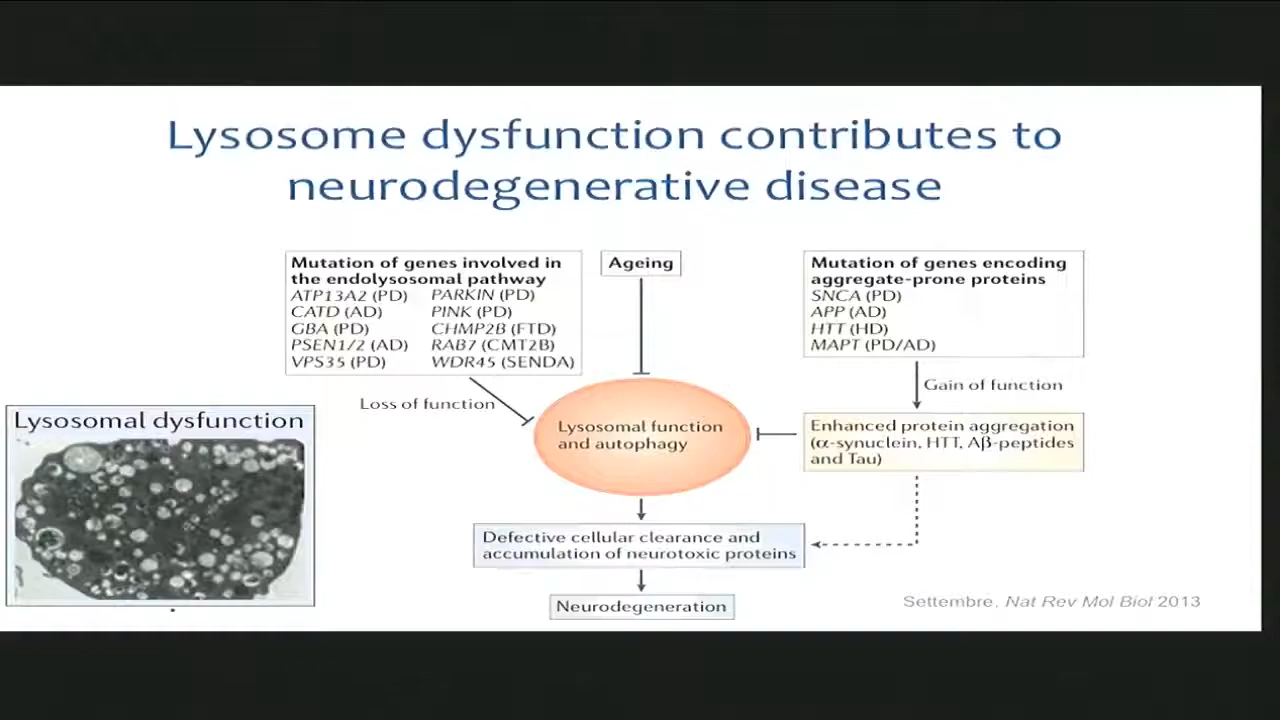 Lysosome dysfunction contributes to
neurodegenerative disease
Mutation of genes involved in
the endolysosomal pathway
ATP13A2 (PD) PARKIN (PD)
CATD (AD) PINK (PD)
GBA (PD) CHMP2B (FTD)
PSEN1/2 (AD) RAB7 (CMT2B)
VPS35 (PD) WDR45 (SENDA)
Ageing
Mutation of genes encoding
aggregate-prone proteins
SNCA (PD)
APP (AD)
HTT (HD)
MAPT (PD/AD)
Loss of function
Gain of function
Lysosomal dysfunction
Lysosomal function
and autophagy
Enhanced protein aggregation
(α-synuclein, HTT, Aβ-peptides
and Tau)
Defective cellular clearance and
accumulation of neurotoxic proteins
Neurodegeneration
Settembre, Nat Rev Mol Biol 2013